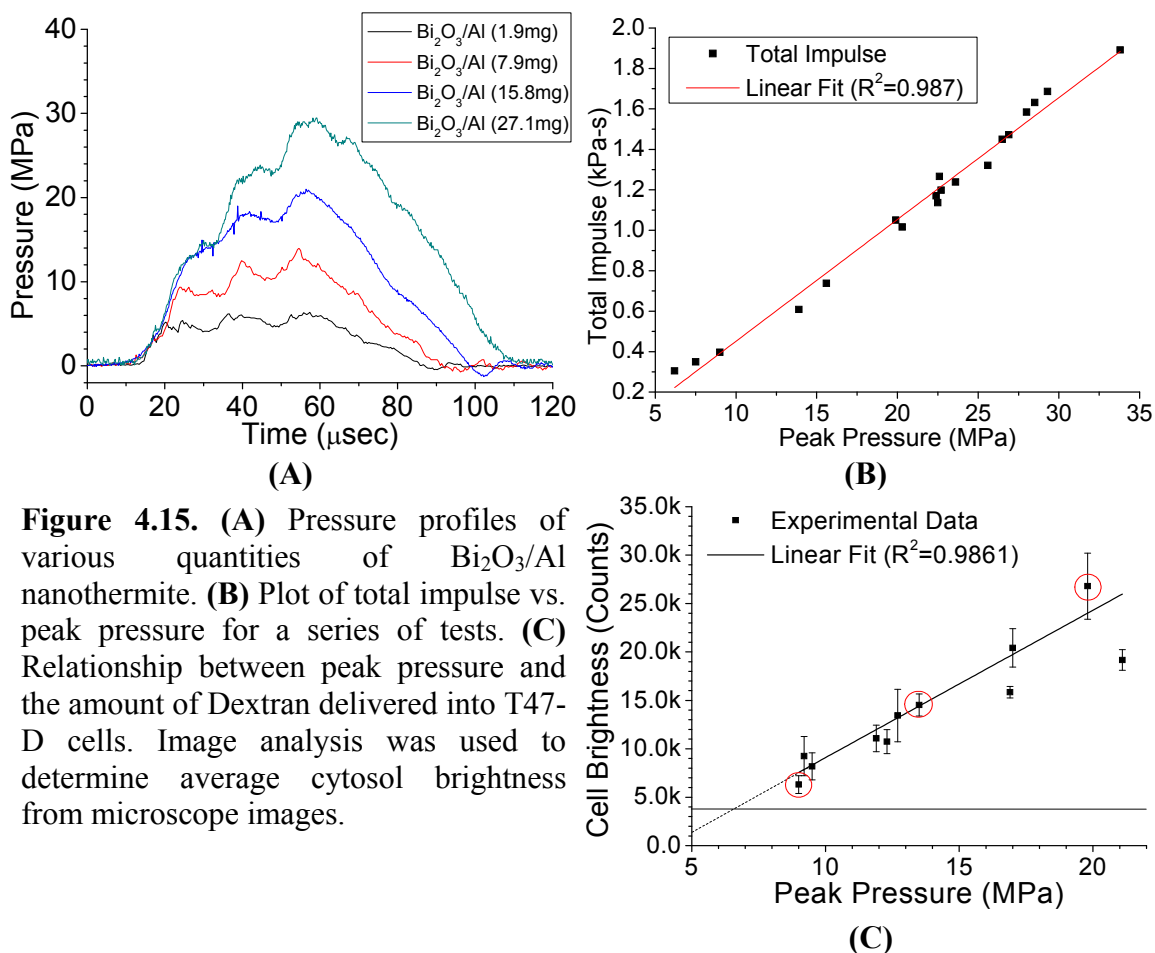 40
30
20
10
0
Pressure (MPa)
Bi₂O₃/Al (1.9mg)
Bi₂O₃/Al (7.9mg)
Bi₂O₃/Al (15.8mg)
Bi₂O₃/Al (27.1mg)
0 20 40 60 80 100 120
Time (μsec)
(A)
2.0
1.8
1.6
1.4
1.2
1.0
0.8
0.6
0.4
0.2
Total Impulse (kPa-s)
Total Impulse
Linear Fit (R²=0.987)
5 10 15 20 25 30 35
Peak Pressure (MPa)
(B)
Figure 4.15. (A) Pressure profiles of
various quantities of Bi₂O₃/Al
nanothermite. (B) Plot of total impulse vs.
peak pressure for a series of tests. (C)
Relationship between peak pressure and
the amount of Dextran delivered into T47-
D cells. Image analysis was used to
determine average cytosol brightness
from microscope images.
35.0k
30.0k
25.0k
20.0k
15.0k
10.0k
5.0k
0.0
Cell Brightness (Counts)
Experimental Data
Linear Fit (R²=0.9861)
5 10 15 20
Peak Pressure (MPa)
(C)